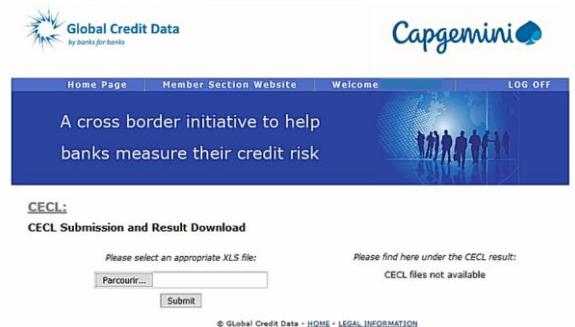 Global Credit Data
by banks for banks
Capgemini
Home Page Member Section Website Welcome LOG OFF
A cross border initiative to help
banks measure their credit risk
CECL:
CECL Submission and Result Download
Please select an appropriate XLS file:
Parcourir...
Submit
Please find here under the CECL result:
CECL files not available
© GLobal Credit Data - HOME - LEGAL INFORMATION